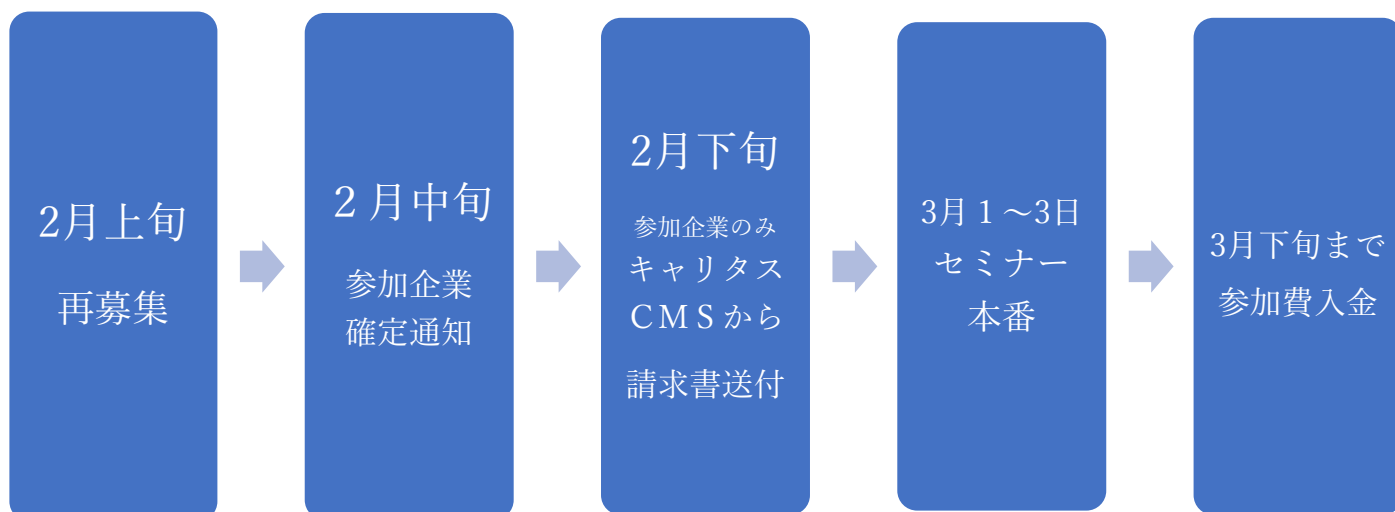 2月上旬
再募集
２月中旬
参加企業
確定通知
2月下旬
参加企業のみ
キャリタス
ＣＭＳから
請求書送付
3月１～3日
セミナー
本番
3月下旬まで
参加費入金